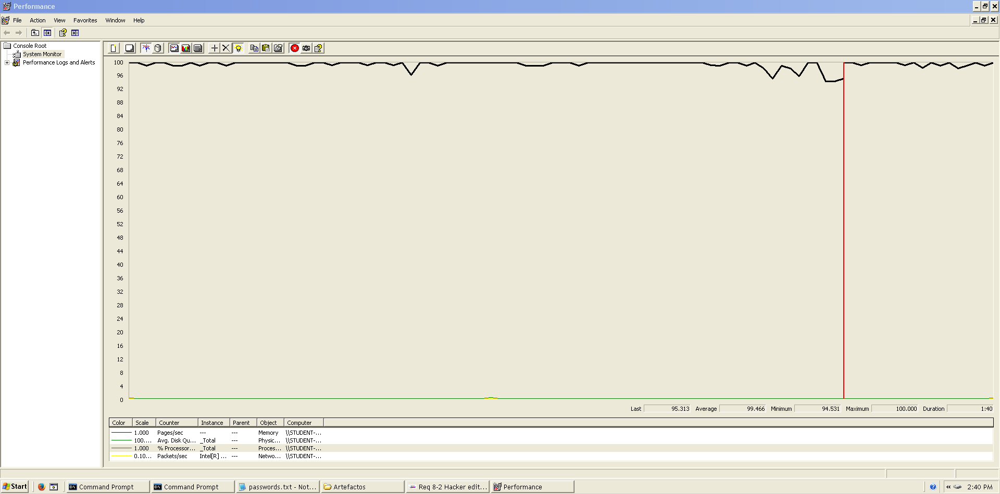 Performance
File Action View Favorites Window Help
Console Root
System Monitor
Performance Logs and Alerts
100
96
92
88
84
80
76
72
68
64
60
56
52
48
44
40
36
32
28
24
20
16
12
8
4
0
Last 95.313 Average 99.466 Minimum 94.531 Maximum 100.000 Duration 1:40
Color Scale Counter Instance Parent Object Computer
1.000 Pages/sec --- --- Memory \\STUDENT-...
100.... Avg. Disk Qu... _Total --- Physic... \\STUDENT-...
1.000 % Processor... _Total --- Proces... \\STUDENT-...
0.10... Packets/sec Intel[R] ... --- Netwo... \\STUDENT-...
Start Command Prompt Command Prompt passwords.txt - Not... Artefactos Req 8-2 Hacker edit... Performance « 2:40 PM